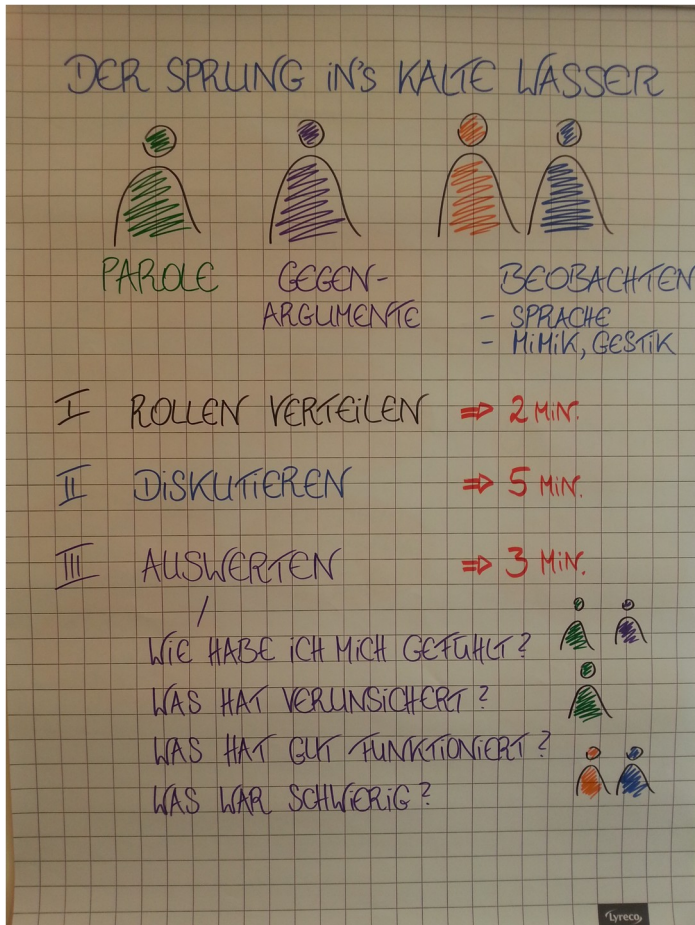 DER SPRUNG IN'S KALTE WASSER
PAROLE
GEGEN-
ARGUMENTE
BEOBACHTEN
- SPRACHE
- MIMIK, GESTIK
I ROLLEN VERTEILEN ⇒ 2 MIN.
II DISKUTIEREN ⇒ 5 MIN.
III AUSWERTEN ⇒ 3 MIN.
WIE HABE ICH MICH GEFÜHLT?
WAS HAT VERUNSICHERT?
WAS HAT GUT FUNKTIONIERT?
WAS WAR SCHWIERIG?
Lyreco